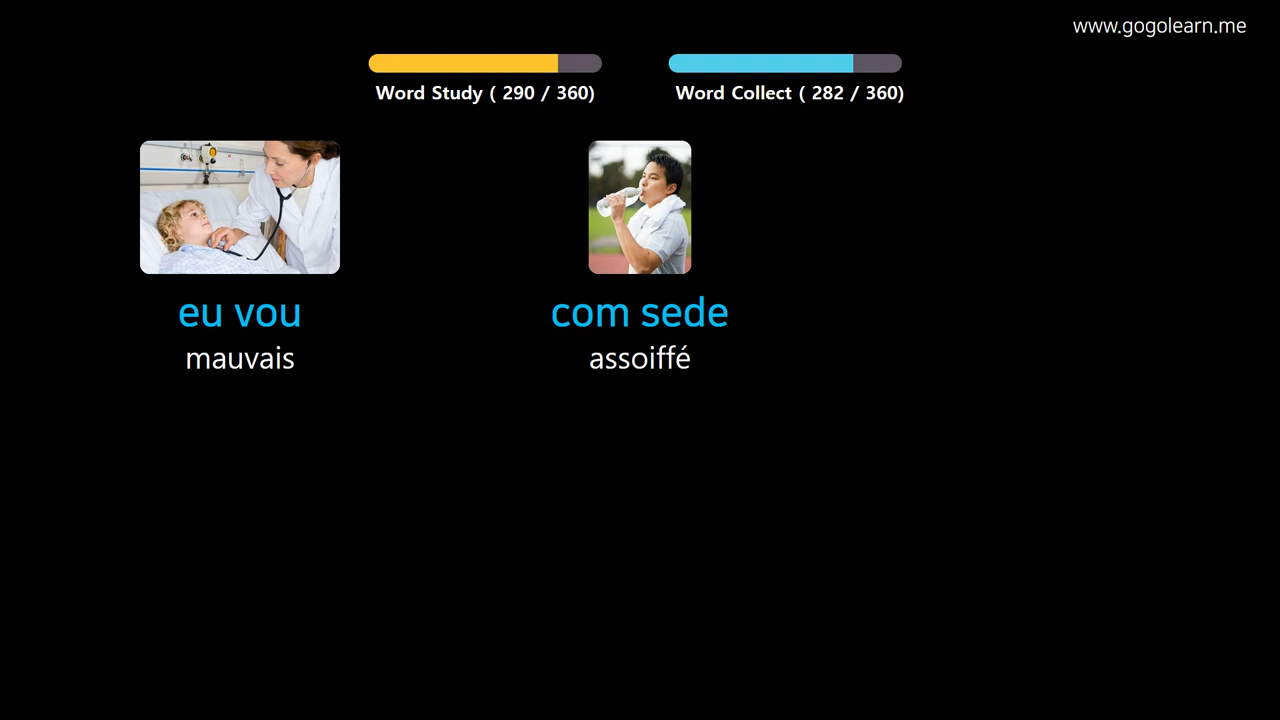 www.gogolearn.me
Word Study ( 290 / 360)
Word Collect ( 282 / 360)
eu vou
mauvais
com sede
assoiffé